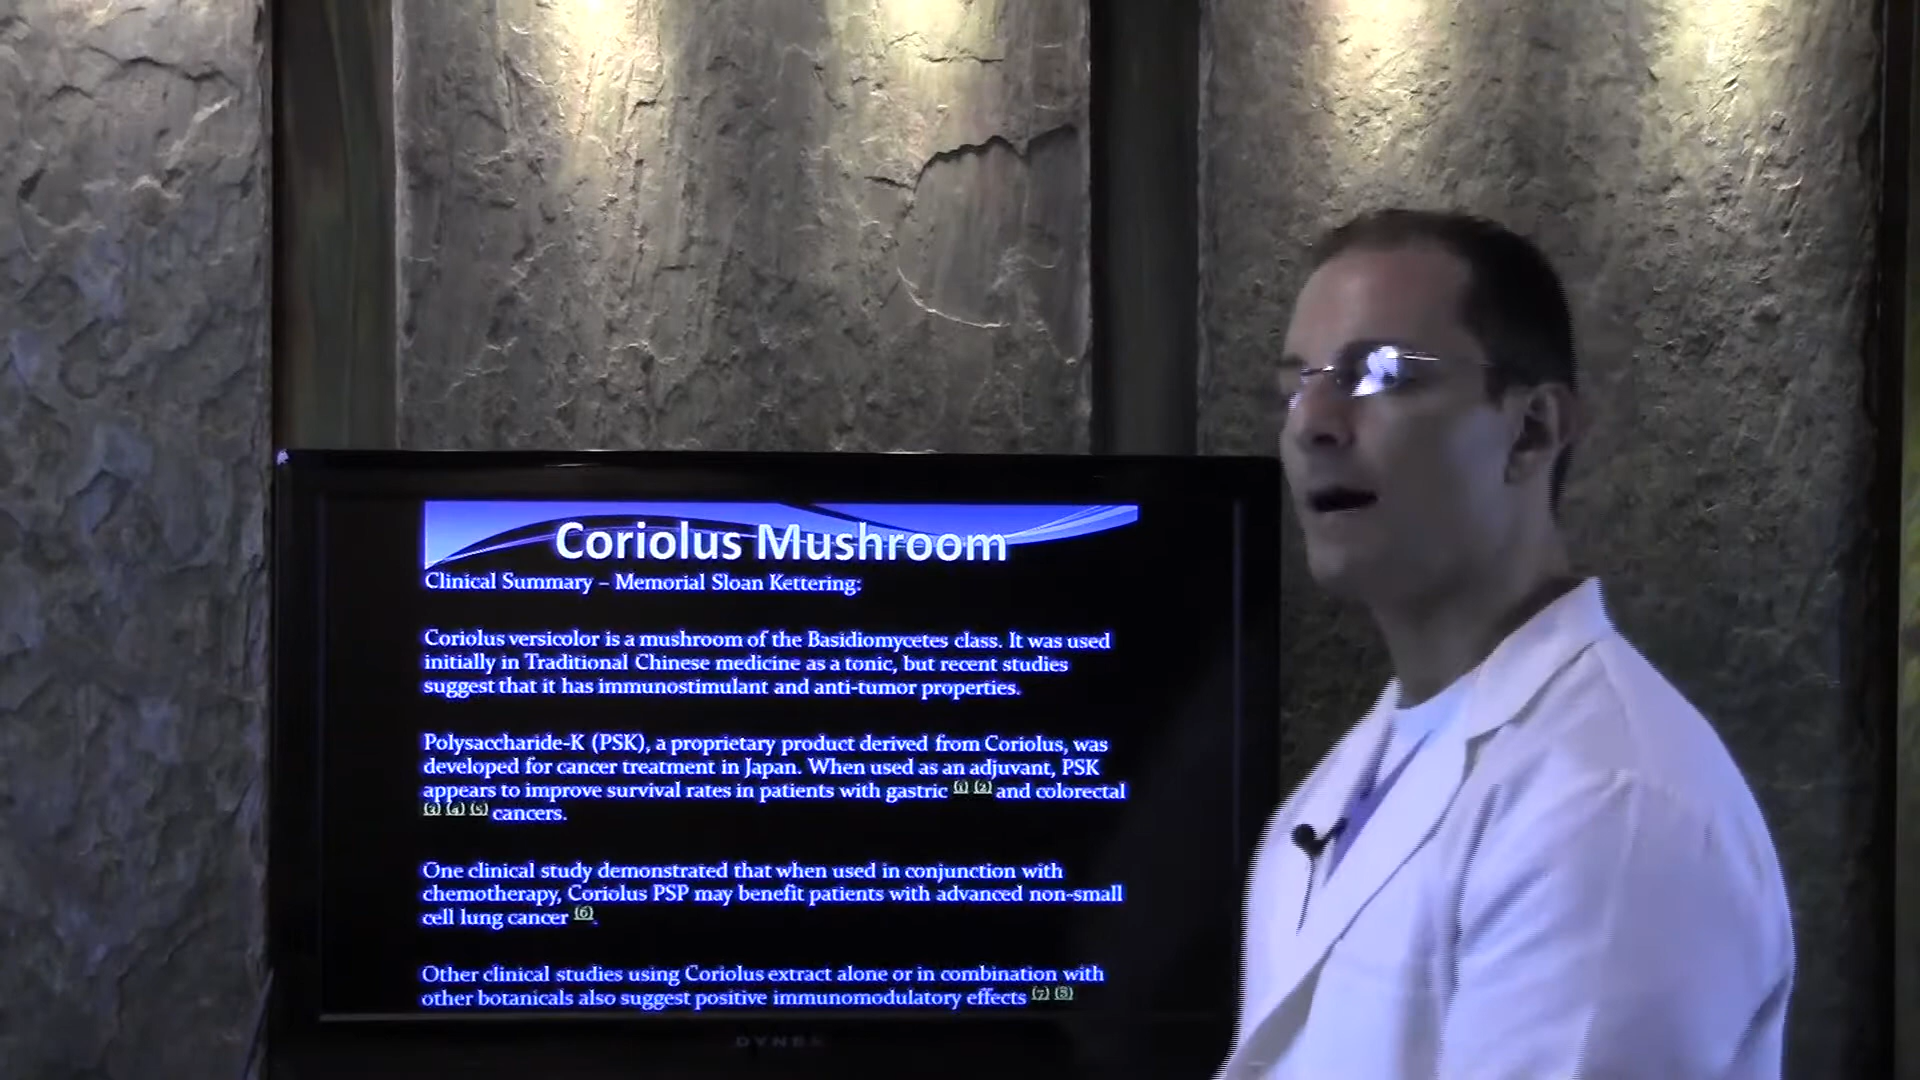 Coriolus Mushroom
Clinical Summary – Memorial Sloan Kettering:
Coriolus versicolor is a mushroom of the Basidiomycetes class. It was used
initially in Traditional Chinese medicine as a tonic, but recent studies
suggest that it has immunostimulant and anti-tumor properties.
Polysaccharide-K (PSK), a proprietary product derived from Coriolus, was
developed for cancer treatment in Japan. When used as an adjuvant, PSK
appears to improve survival rates in patients with gastric (1) (2) and colorectal
(3) (4) (5) cancers.
One clinical study demonstrated that when used in conjunction with
chemotherapy, Coriolus PSP may benefit patients with advanced non-small
cell lung cancer (6).
Other clinical studies using Coriolus extract alone or in combination with
other botanicals also suggest positive immunomodulatory effects (7) (8)